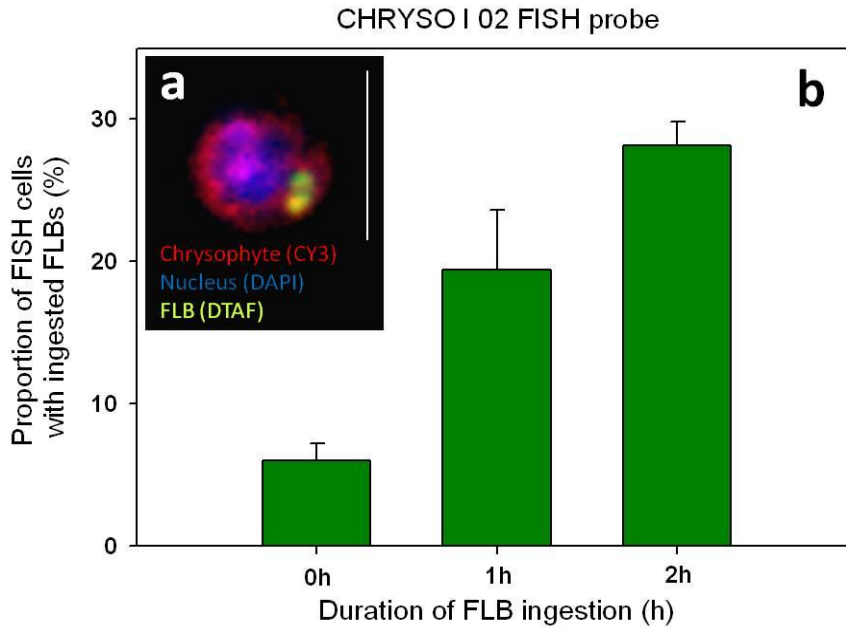 CHRYSO I 02 FISH probe
a
b
Chrysophyte (CY3)
Nucleus (DAPI)
FLB (DTAF)
Proportion of FISH cells
with ingested FLBs (%)
30
20
10
0
0h 1h 2h
Duration of FLB ingestion (h)